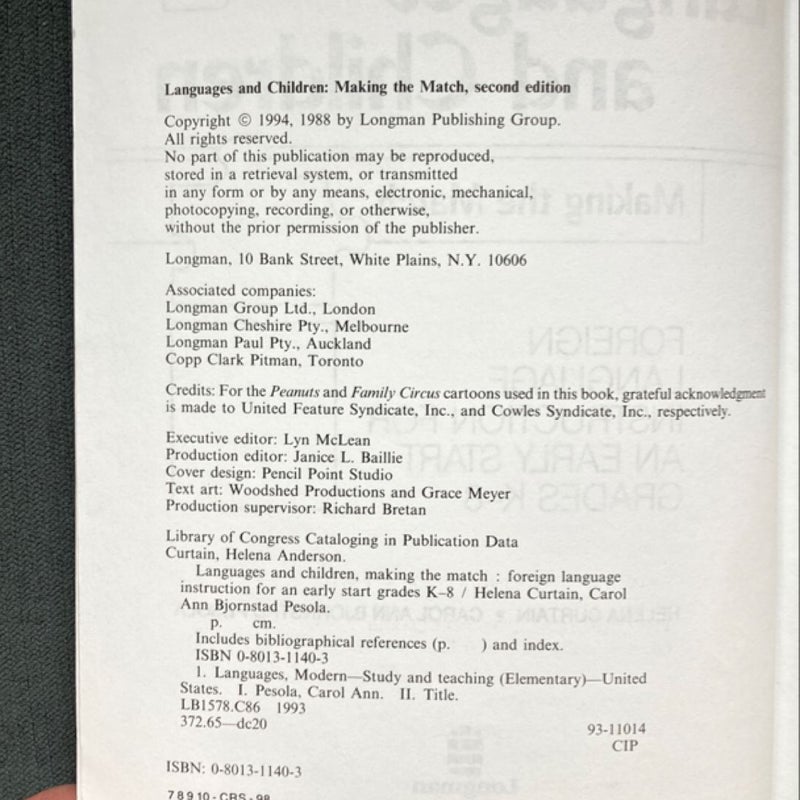 Languages and Children: Making the Match, second edition
Copyright © 1994, 1988 by Longman Publishing Group.
All rights reserved.
No part of this publication may be reproduced,
stored in a retrieval system, or transmitted
in any form or by any means, electronic, mechanical,
photocopying, recording, or otherwise,
without the prior permission of the publisher.
Longman, 10 Bank Street, White Plains, N.Y. 10606
Associated companies:
Longman Group Ltd., London
Longman Cheshire Pty., Melbourne
Longman Paul Pty., Auckland
Copp Clark Pitman, Toronto
Credits: For the Peanuts and Family Circus cartoons used in this book, grateful acknowledgment
is made to United Feature Syndicate, Inc., and Cowles Syndicate, Inc., respectively.
Executive editor: Lyn McLean
Production editor: Janice L. Baillie
Cover design: Pencil Point Studio
Text art: Woodshed Productions and Grace Meyer
Production supervisor: Richard Bretan
Library of Congress Cataloging in Publication Data
Curtain, Helena Anderson.
Languages and children, making the match : foreign language
instruction for an early start grades K–8 / Helena Curtain, Carol
Ann Bjornstad Pesola.
p. cm.
Includes bibliographical references (p. ) and index.
ISBN 0-8013-1140-3
1. Languages, Modern—Study and teaching (Elementary)—United
States. I. Pesola, Carol Ann. II. Title.
LB1578.C86 1993
372.65—dc20 93-11014
CIP
ISBN: 0-8013-1140-3
7 8 9 10 - CRS - 98